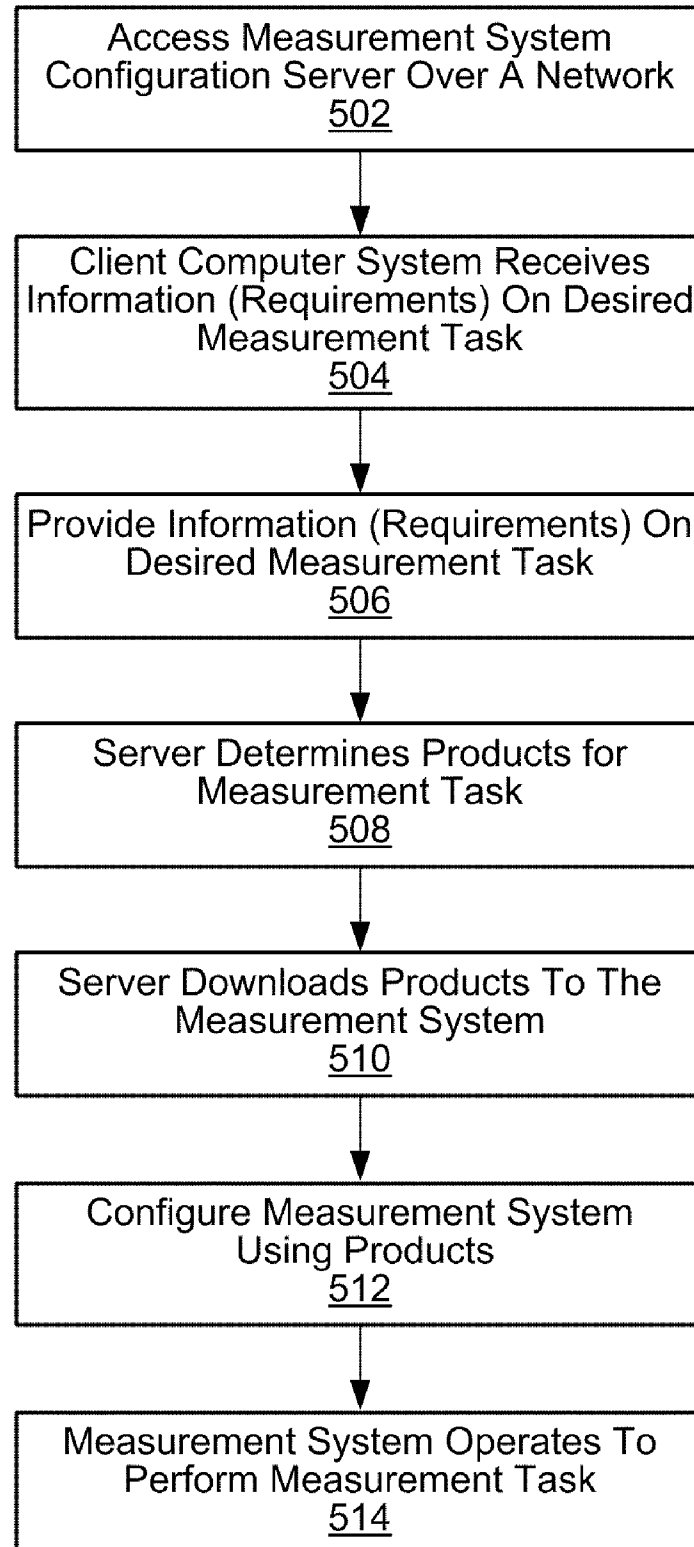 Access Measurement System
Configuration Server Over A Network
502
Client Computer System Receives
Information (Requirements) On Desired
Measurement Task
504
Provide Information (Requirements) On
Desired Measurement Task
506
Server Determines Products for
Measurement Task
508
Server Downloads Products To The
Measurement System
510
Configure Measurement System
Using Products
512
Measurement System Operates To
Perform Measurement Task
514